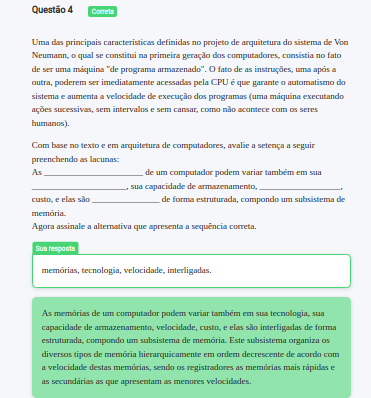 Questão 4 Correta
Uma das principais características definidas no projeto de arquitetura do sistema de Von
Neumann, o qual se constitui na primeira geração dos computadores, consistia no fato
de ser uma máquina "de programa armazenado". O fato de as instruções, uma após a
outra, poderem ser imediatamente acessadas pela CPU é que garante o automatismo do
sistema e aumenta a velocidade de execução dos programas (uma máquina executando
ações sucessivas, sem intervalos e sem cansar, como não acontece com os seres
humanos).
Com base no texto e em arquitetura de computadores, avalie a setença a seguir
preenchendo as lacunas:
As ____________________ de um computador podem variar também em sua
____________________, sua capacidade de armazenamento, _________________,
custo, e elas são ______________ de forma estruturada, compondo um subsistema de
memória.
Agora assinale a alternativa que apresenta a sequência correta.
Sua resposta
memórias, tecnologia, velocidade, interligadas.
As memórias de um computador podem variar também em sua tecnologia, sua
capacidade de armazenamento, velocidade, custo, e elas são interligadas de forma
estruturada, compondo um subsistema de memória. Este subsistema organiza os
diversos tipos de memória hierarquicamente em ordem decrescente de acordo com
a velocidade destas memórias, sendo os registradores as memórias mais rápidas e
as secundárias as que apresentam as menores velocidades.